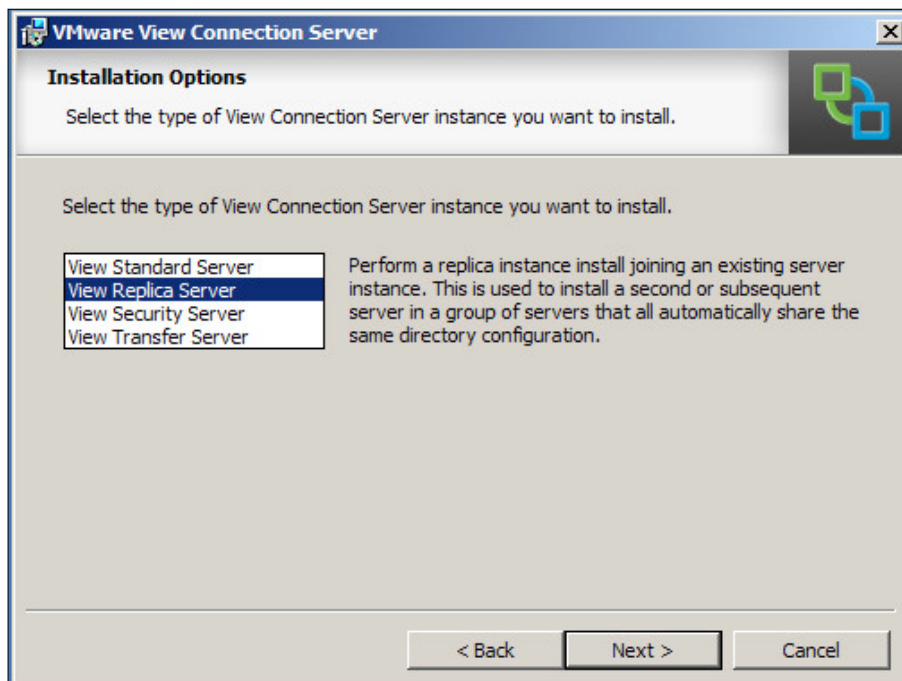 VMware View Connection Server
Installation Options
Select the type of View Connection Server instance you want to install.
Select the type of View Connection Server instance you want to install.
View Standard Server
View Replica Server
View Security Server
View Transfer Server
Perform a replica instance install joining an existing server
instance. This is used to install a second or subsequent
server in a group of servers that all automatically share the
same directory configuration.
< Back
Next >
Cancel